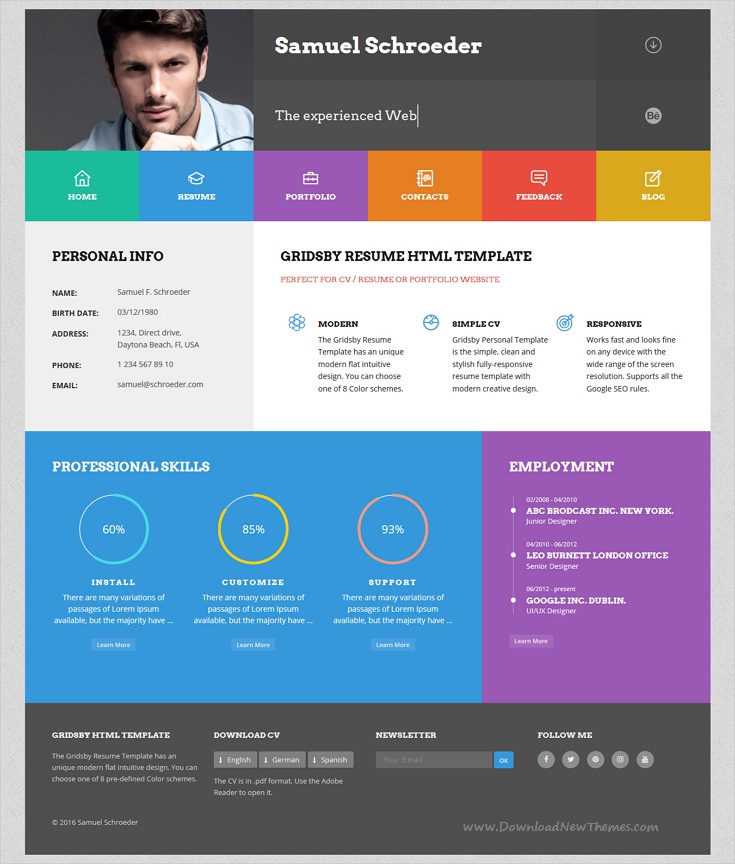 Samuel Schroeder
The experienced Web
Bē
HOME
RESUME
PORTFOLIO
CONTACTS
FEEDBACK
BLOG
PERSONAL INFO
NAME: Samuel F. Schroeder
BIRTH DATE: 03/12/1980
ADDRESS: 1234, Direct drive,
Daytona Beach, Fl, USA
PHONE: 1 234 567 89 10
EMAIL: samuel@schroeder.com
GRIDSBY RESUME HTML TEMPLATE
PERFECT FOR CV / RESUME OR PORTFOLIO WEBSITE
MODERN
The Gridsby Resume
Template has an unique
modern flat intuitive
design. You can choose
one of 8 Color schemes.
SIMPLE CV
Gridsby Personal Template
is the simple, clean and
stylish fully-responsive
resume template with
modern creative design.
RESPONSIVE
Works fast and looks fine
on any device with the
wide range of the screen
resolution. Supports all the
Google SEO rules.
PROFESSIONAL SKILLS
60%
INSTALL
There are many variations of
passages of Lorem Ipsum
available, but the majority have ...
Learn More
85%
CUSTOMIZE
There are many variations of
passages of Lorem Ipsum
available, but the majority have ...
Learn More
93%
SUPPORT
There are many variations of
passages of Lorem Ipsum
available, but the majority have ...
Learn More
EMPLOYMENT
02/2008 - 04/2010
ABC BRODCAST INC. NEW YORK.
Junior Designer
04/2010 - 06/2012
LEO BURNETT LONDON OFFICE
Senior Designer
06/2012 - present
GOOGLE INC. DUBLIN.
UI/UX Designer
Learn More
GRIDSBY HTML TEMPLATE
The Gridsby Resume Template has an
unique modern flat intuitive design. You can
choose one of 8 pre-defined Color schemes.
DOWNLOAD CV
English
German
Spanish
The CV is in .pdf format. Use the Adobe
Reader to open it.
NEWSLETTER
Your Email
OK
FOLLOW ME
© 2016 Samuel Schroeder
www.DownloadNewThemes.com